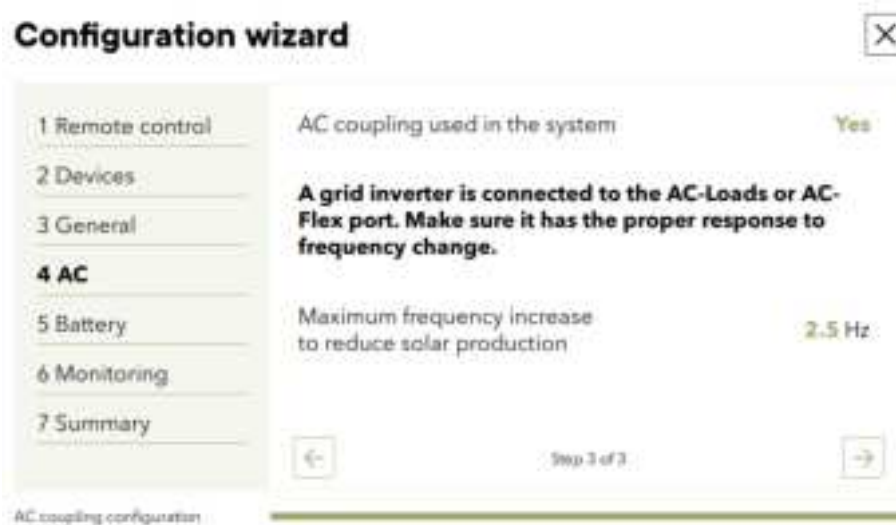 Configuration wizard
1 Remote control
2 Devices
3 General
4 AC
5 Battery
6 Monitoring
7 Summary
AC coupling used in the system
Yes
A grid inverter is connected to the AC-Loads or AC-
Flex port. Make sure it has the proper response to
frequency change.
Maximum frequency increase
to reduce solar production
2.5 Hz
Step 3 of 3
AC coupling configuration